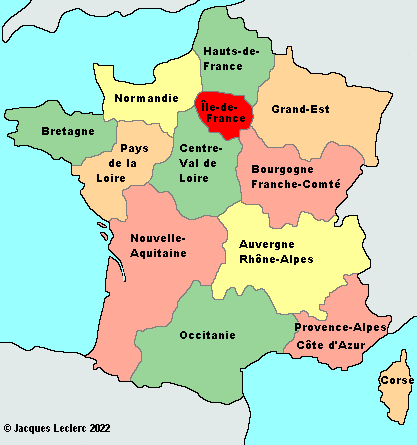 Hauts-de-
France
Normandie
Île-de-
France
Grand-Est
Bretagne
Pays
de la
Loire
Centre-
Val de
Loire
Bourgogne
Franche-Comté
Nouvelle-
Aquitaine
Auvergne
Rhône-Alpes
Occitanie
Provence-Alpes
Côte d'Azur
Corse
© Jacques Leclerc 2022